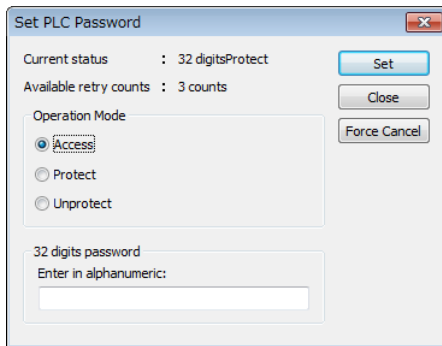 Set PLC Password
Current status : 32 digitsProtect
Set
Available retry counts : 3 counts
Close
Operation Mode
Force Cancel
Access
Protect
Unprotect
32 digits password
Enter in alphanumeric: